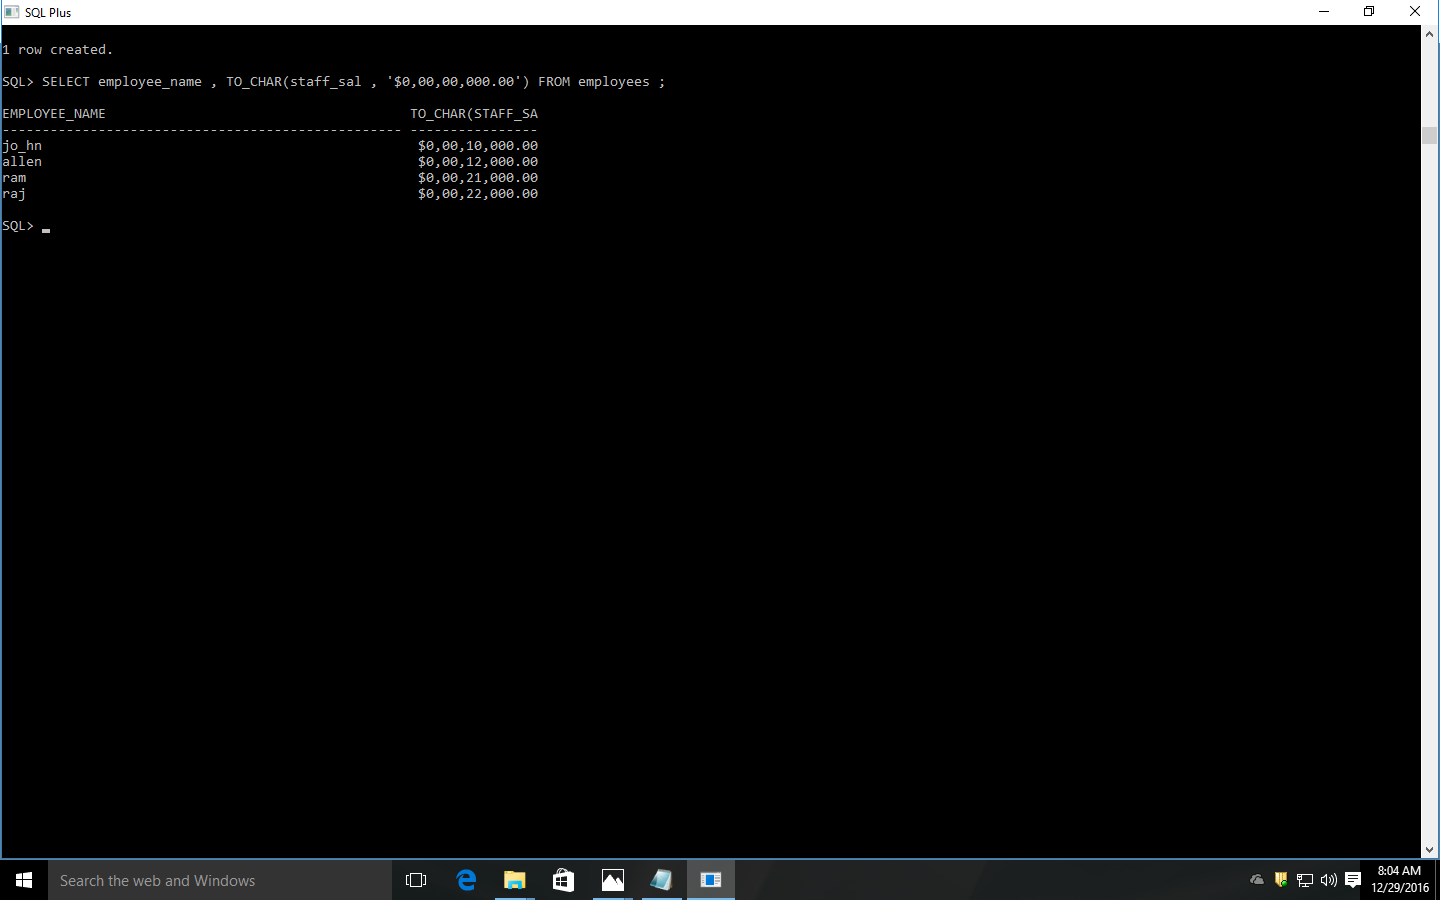 SQL Plus
1 row created.
SQL> SELECT employee_name , TO_CHAR(staff_sal , '$0,00,00,000.00') FROM employees ;
EMPLOYEE_NAME TO_CHAR(STAFF_SA
-------------------------------------------------- ----------------
jo_hn $0,00,10,000.00
allen $0,00,12,000.00
ram $0,00,21,000.00
raj $0,00,22,000.00
SQL> _
Search the web and Windows
8:04 AM
12/29/2016